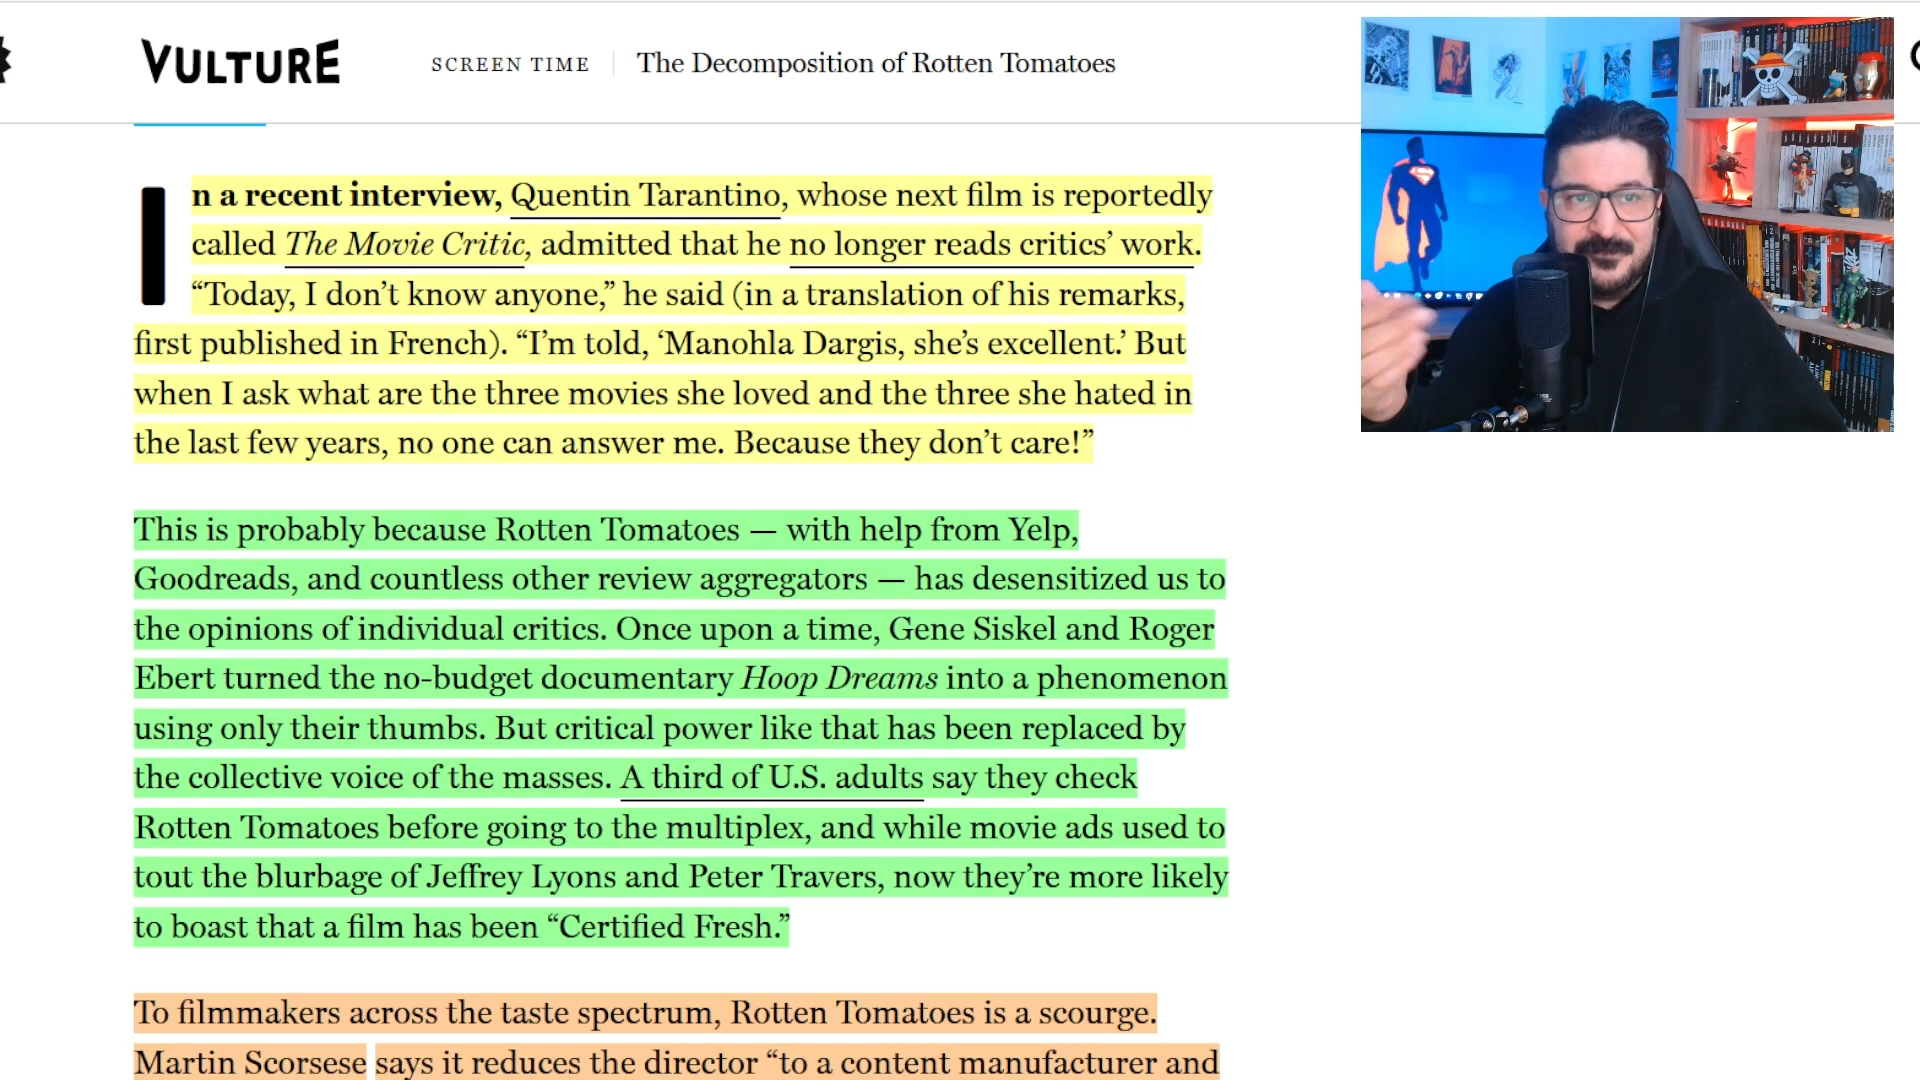 VULTURE
SCREEN TIME
The Decomposition of Rotten Tomatoes
In a recent interview, Quentin Tarantino, whose next film is reportedly
called The Movie Critic, admitted that he no longer reads critics’ work.
“Today, I don’t know anyone,” he said (in a translation of his remarks,
first published in French). “I’m told, ‘Manohla Dargis, she’s excellent.’ But
when I ask what are the three movies she loved and the three she hated in
the last few years, no one can answer me. Because they don’t care!”
This is probably because Rotten Tomatoes — with help from Yelp,
Goodreads, and countless other review aggregators — has desensitized us to
the opinions of individual critics. Once upon a time, Gene Siskel and Roger
Ebert turned the no-budget documentary Hoop Dreams into a phenomenon
using only their thumbs. But critical power like that has been replaced by
the collective voice of the masses. A third of U.S. adults say they check
Rotten Tomatoes before going to the multiplex, and while movie ads used to
tout the blurbage of Jeffrey Lyons and Peter Travers, now they’re more likely
to boast that a film has been “Certified Fresh.”
To filmmakers across the taste spectrum, Rotten Tomatoes is a scourge.
Martin Scorsese says it reduces the director “to a content manufacturer and